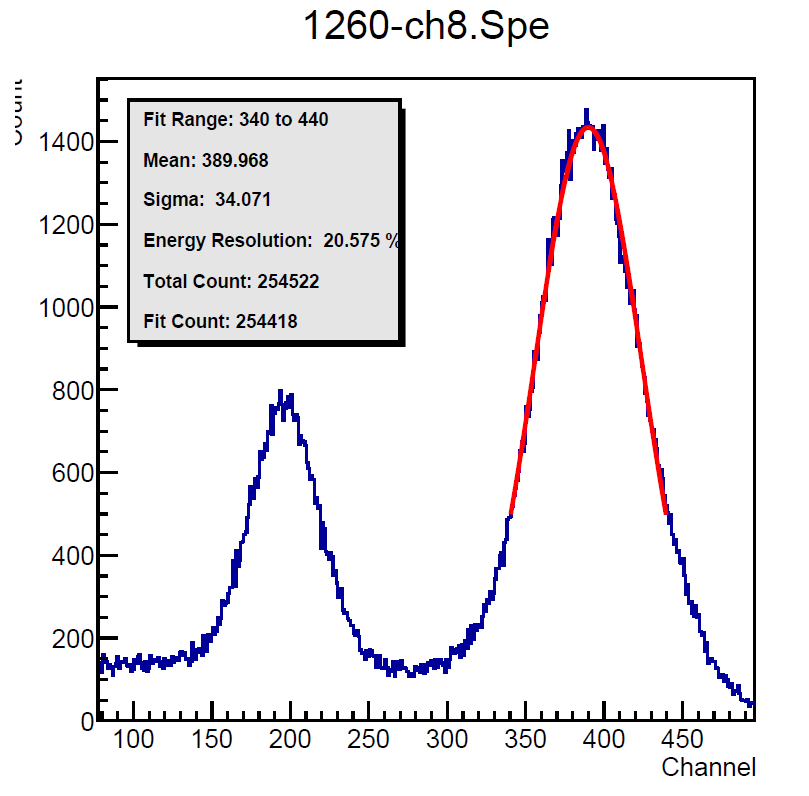 1260-ch8.Spe
Count
Fit Range: 340 to 440
Mean: 389.968
Sigma: 34.071
Energy Resolution: 20.575 %
Total Count: 254522
Fit Count: 254418
1400
1200
1000
800
600
400
200
0
100 150 200 250 300 350 400 450
Channel